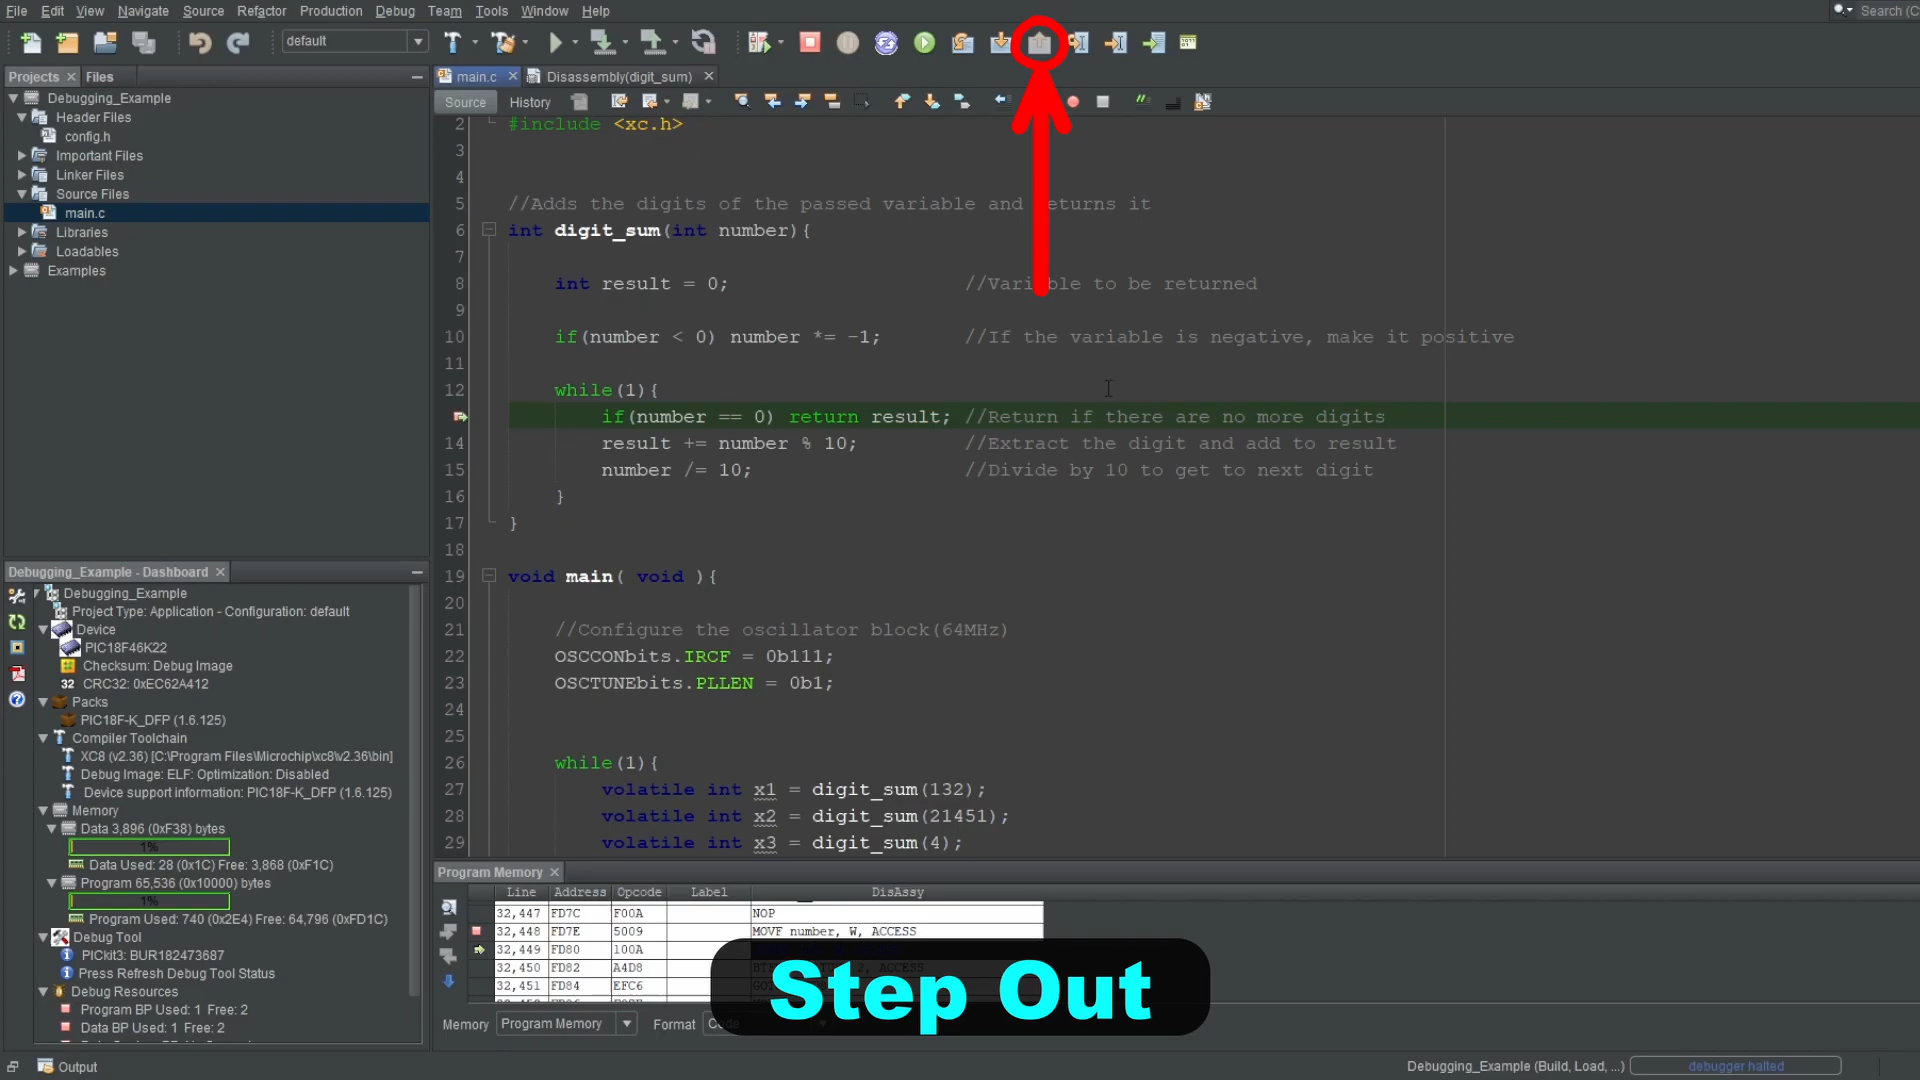 File Edit View Navigate Source Refactor Production Debug Team Tools Window Help
Search (C
default
Projects Files
main.c Disassembly(digit_sum)
Source History
Debugging_Example
Header Files
config.h
Important Files
Linker Files
Source Files
main.c
Libraries
Loadables
Examples
2 #include <xc.h>
3
4
5 //Adds the digits of the passed variable and returns it
6 int digit_sum(int number){
7
8 int result = 0; //Variable to be returned
9
10 if(number < 0) number *= -1; //If the variable is negative, make it positive
11
12 while(1){
if(number == 0) return result; //Return if there are no more digits
14 result += number % 10; //Extract the digit and add to result
15 number /= 10; //Divide by 10 to get to next digit
16 }
17 }
18
19 void main( void ){
20
21 //Configure the oscillator block(64MHz)
22 OSCCONbits.IRCF = 0b111;
23 OSCTUNEbits.PLLEN = 0b1;
24
25
26 while(1){
27 volatile int x1 = digit_sum(132);
28 volatile int x2 = digit_sum(21451);
29 volatile int x3 = digit_sum(4);
Debugging_Example - Dashboard
Debugging_Example
Project Type: Application - Configuration: default
Device
PIC18F46K22
Checksum: Debug Image
32 CRC32: 0xEC62A412
Packs
PIC18F-K_DFP (1.6.125)
Compiler Toolchain
XC8 (v2.36) [C:\Program Files\Microchip\xc8\v2.36\bin]
Debug Image: ELF: Optimization: Disabled
Device support information: PIC18F-K_DFP (1.6.125)
Memory
Data 3,896 (0xF38) bytes
1%
Data Used: 28 (0x1C) Free: 3,868 (0xF1C)
Program 65,536 (0x10000) bytes
1%
Program Used: 740 (0x2E4) Free: 64,796 (0xFD1C)
Debug Tool
PICkit3: BUR182473687
Press Refresh Debug Tool Status
Debug Resources
Program BP Used: 1 Free: 2
Data BP Used: 1 Free: 2
Program Memory
Line Address Opcode Label DisAssy
32,447 FD7C F00A NOP
32,448 FD7E 5009 MOVF number, W, ACCESS
32,449 FD80 100A
32,450 FD82 A4D8
32,451 FD84 EFC6
Step Out
Memory Program Memory Format
Output
Debugging_Example (Build, Load, ...) debugger halted